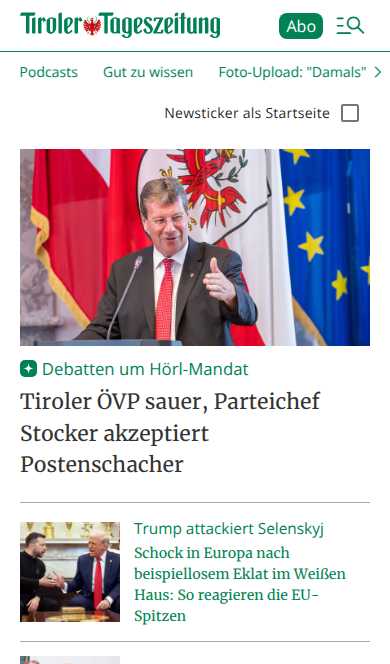 Tiroler Tageszeitung
Abo
Podcasts Gut zu wissen Foto-Upload: "Damals"
Newsticker als Startseite
Debatten um Hörl-Mandat
Tiroler ÖVP sauer, Parteichef
Stocker akzeptiert
Postenschacher
Trump attackiert Selenskyj
Schock in Europa nach
beispiellosem Eklat im Weißen
Haus: So reagieren die EU-
Spitzen